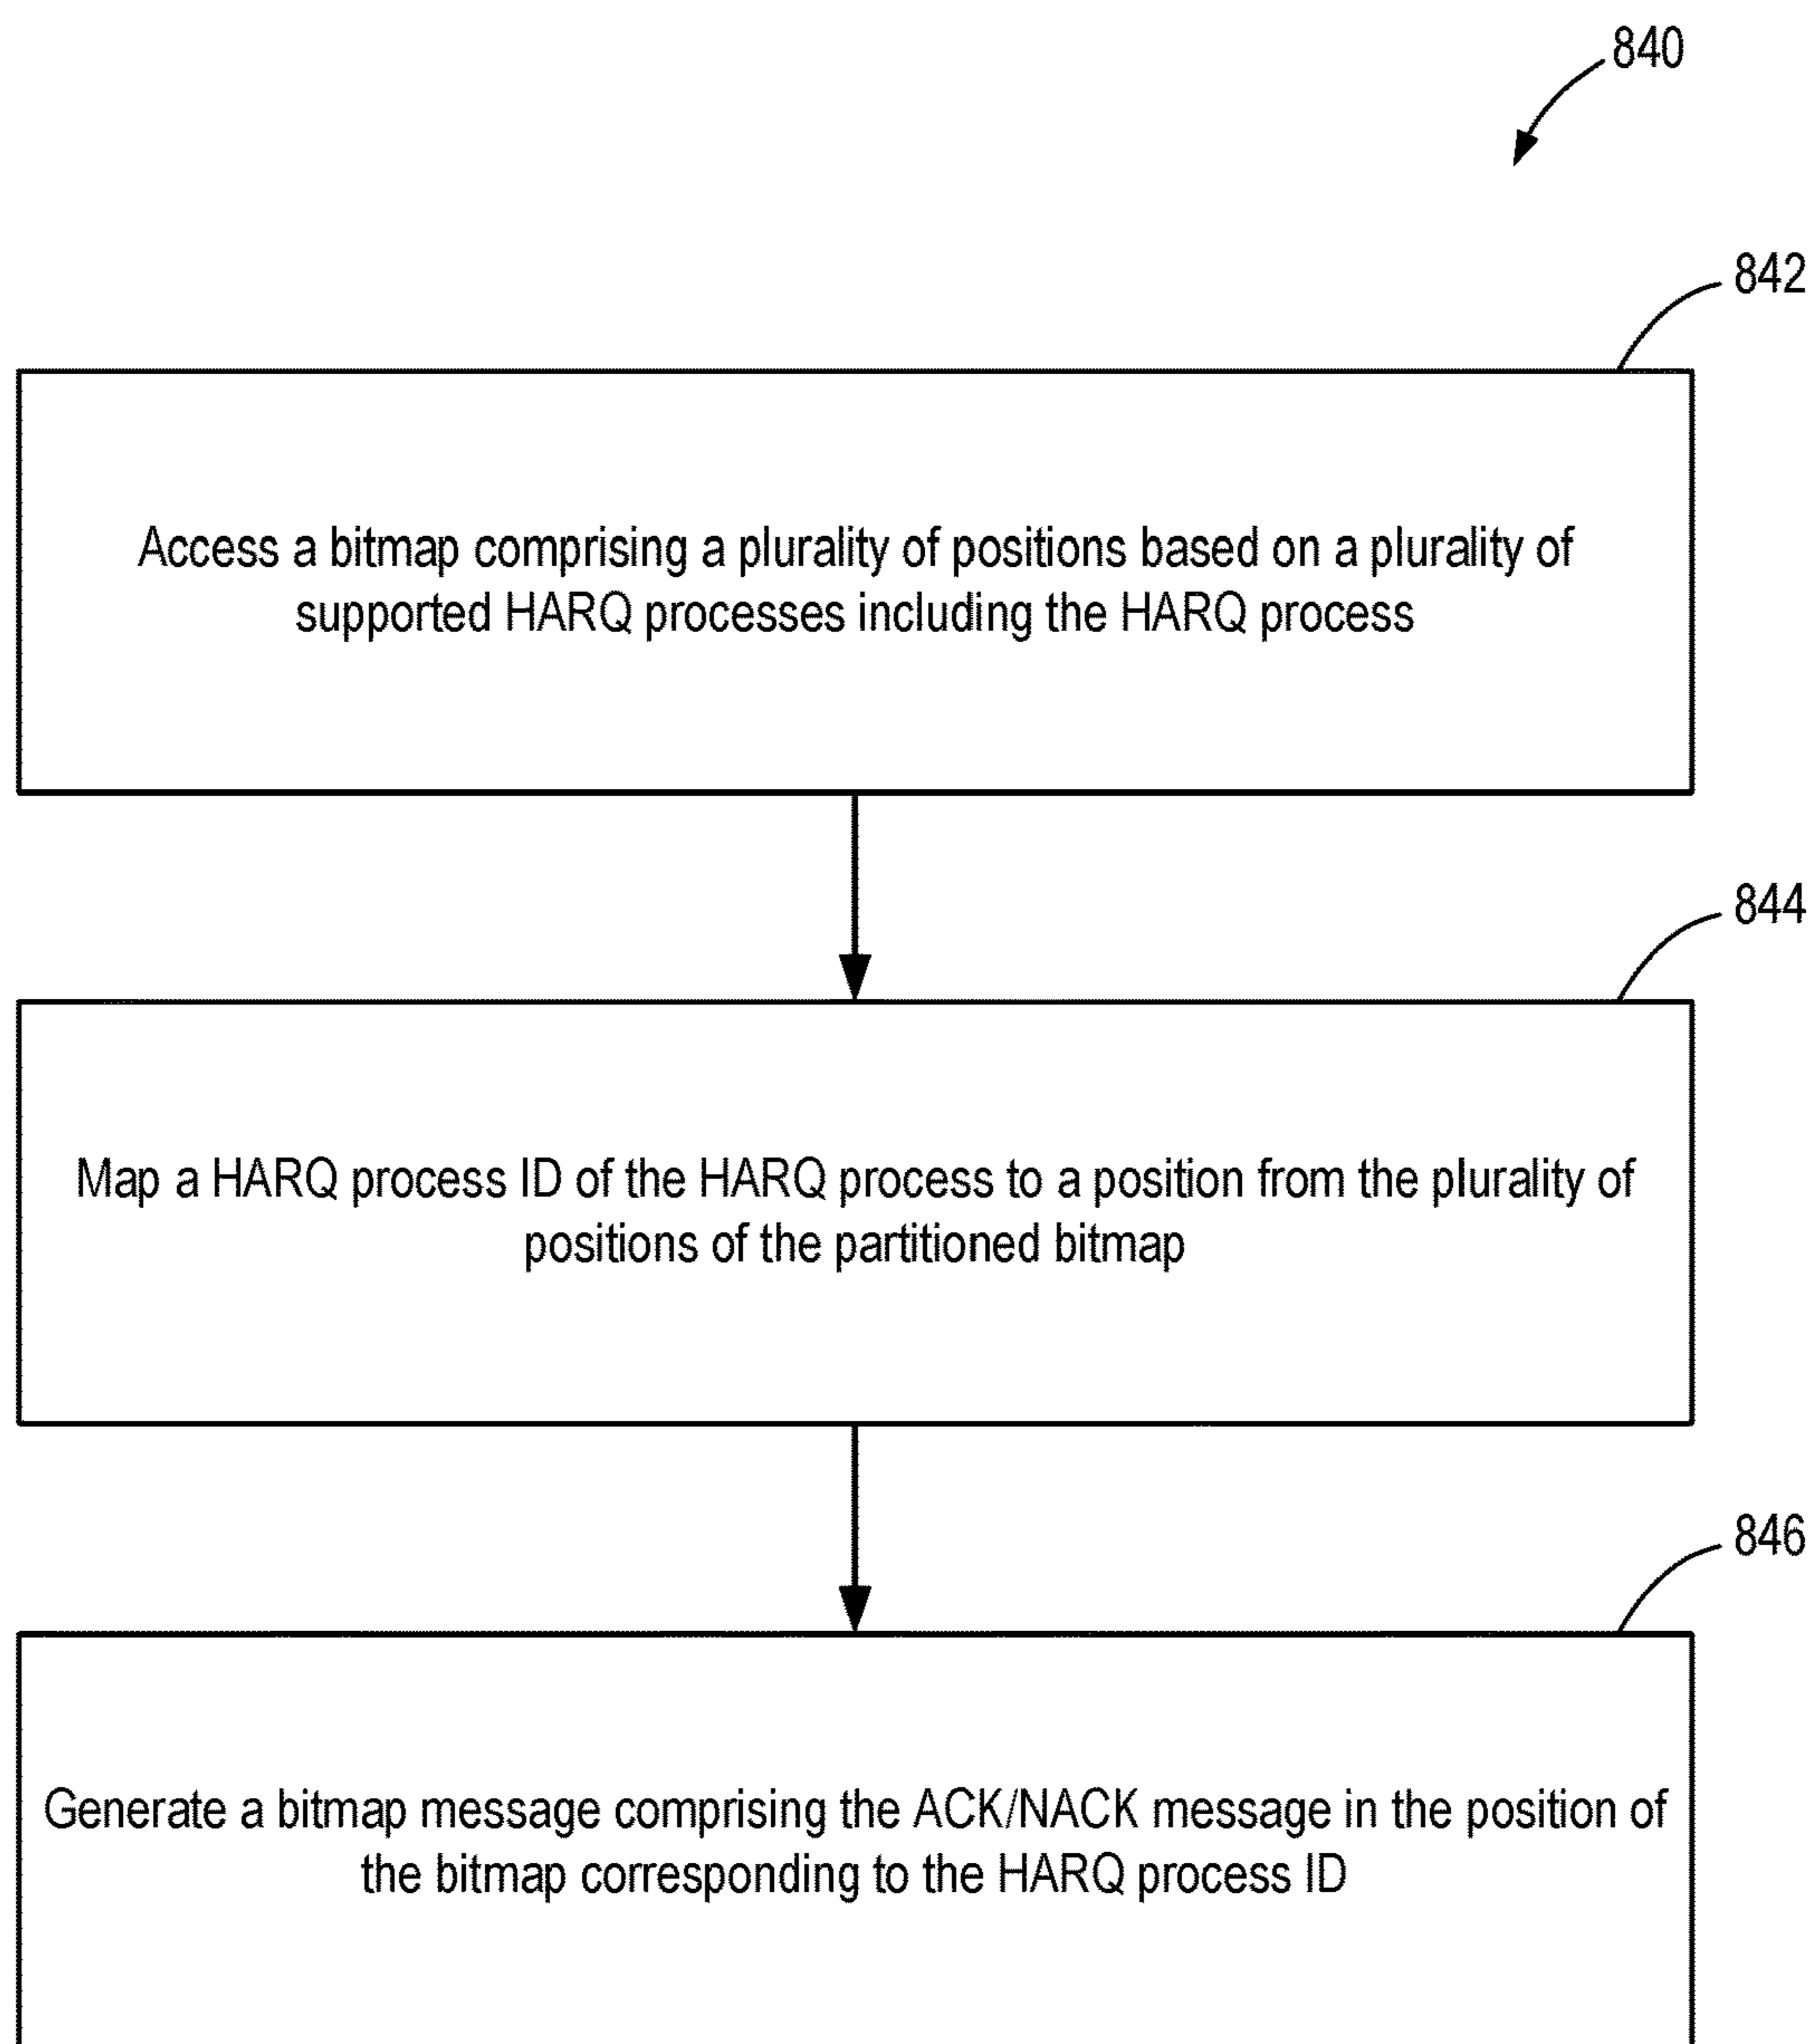 840
842
Access a bitmap comprising a plurality of positions based on a plurality of
supported HARQ processes including the HARQ process
844
Map a HARQ process ID of the HARQ process to a position from the plurality of
positions of the partitioned bitmap
846
Generate a bitmap message comprising the ACK/NACK message in the position of
the bitmap corresponding to the HARQ process ID